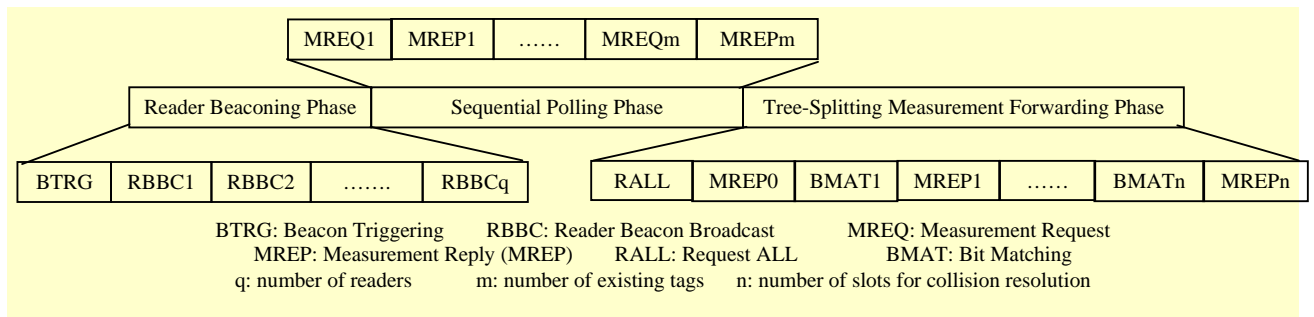 MREQ1 MREP1 …… MREQm MREPm
Reader Beaconing Phase Sequential Polling Phase Tree-Splitting Measurement Forwarding Phase
BTRG RBBC1 RBBC2 ……. RBBCq RALL MREP0 BMAT1 MREP1 …… BMATn MREPn
BTRG: Beacon Triggering RBBC: Reader Beacon Broadcast MREQ: Measurement Request
MREP: Measurement Reply (MREP) RALL: Request ALL BMAT: Bit Matching
q: number of readers m: number of existing tags n: number of slots for collision resolution